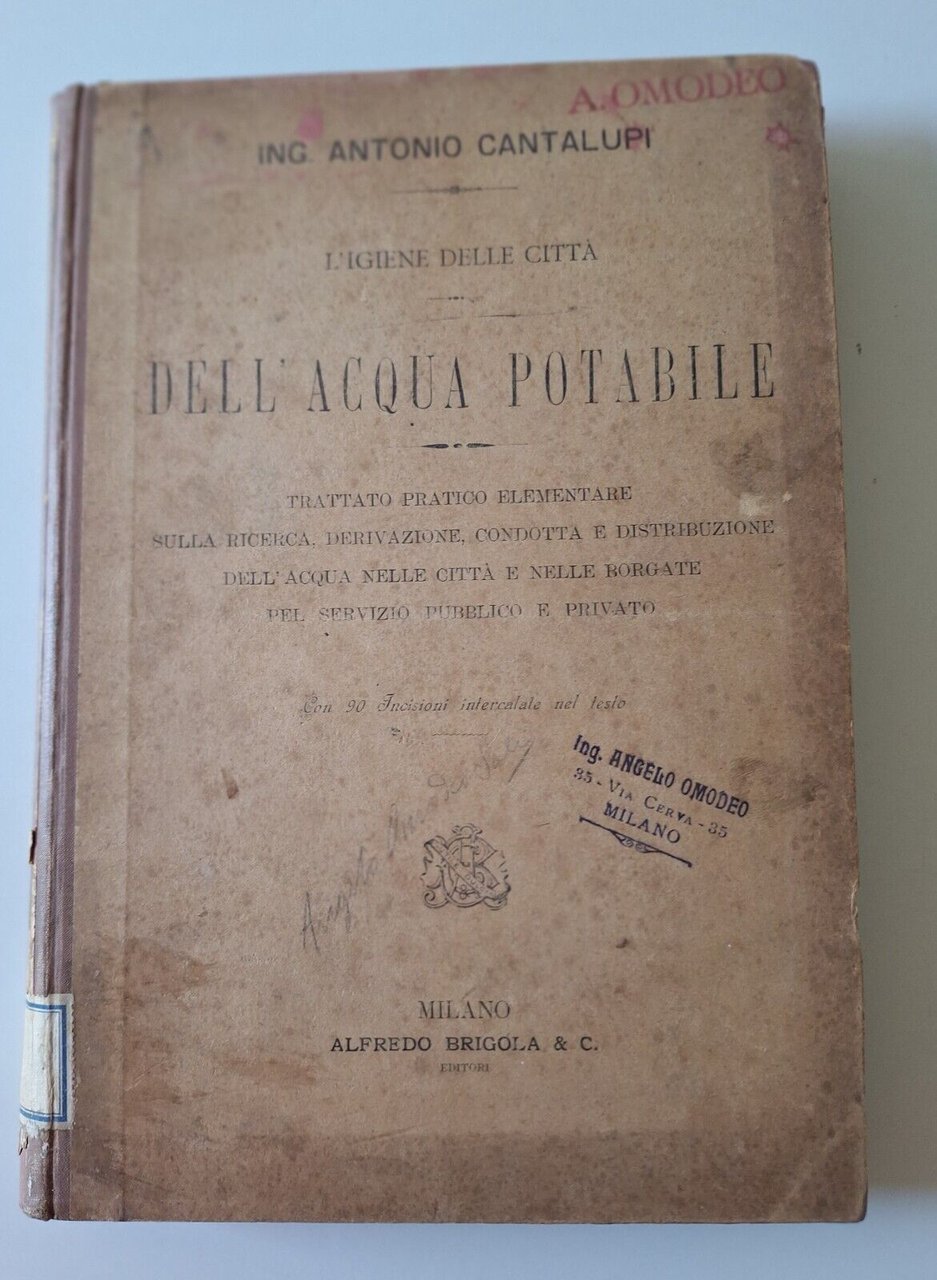 A. OMODEO
ING. ANTONIO CANTALUPI
L'IGIENE DELLE CITTÀ
DELL'ACQUA POTABILE
TRATTATO PRATICO ELEMENTARE
SULLA RICERCA, DERIVAZIONE, CONDOTTA E DISTRIBUZIONE
DELL'ACQUA NELLE CITTÀ E NELLE BORGATE
PEL SERVIZIO PUBBLICO E PRIVATO
Con 90 Incisioni intercalate nel testo
Ing. ANGELO OMODEO
35 - VIA CERVA - 35
MILANO
Angelo
MILANO
ALFREDO BRIGOLA & C.
EDITORI